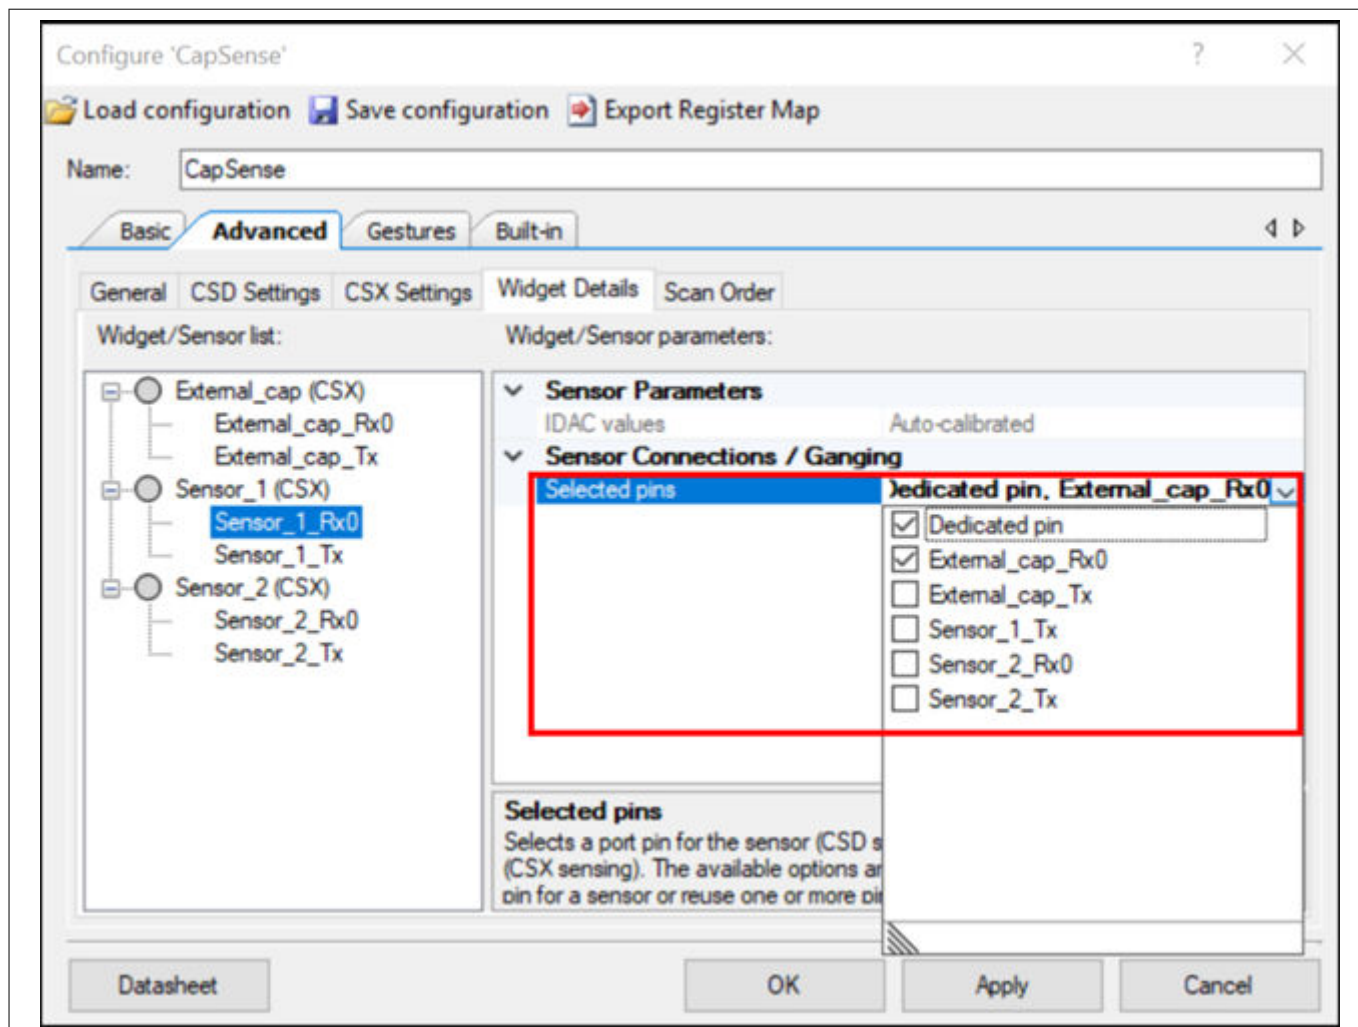 Configure 'CapSense'
?
Load configuration Save configuration Export Register Map
Name: CapSense
Basic Advanced Gestures Built-in
General CSD Settings CSX Settings Widget Details Scan Order
Widget/Sensor list: Widget/Sensor parameters:
External_cap (CSX)
External_cap_Rx0
External_cap_Tx
Sensor_1 (CSX)
Sensor_1_Rx0
Sensor_1_Tx
Sensor_2 (CSX)
Sensor_2_Rx0
Sensor_2_Tx
Sensor Parameters
IDAC values Auto-calibrated
Sensor Connections / Ganging
Selected pins Dedicated pin, External_cap_Rx0
Dedicated pin
External_cap_Rx0
External_cap_Tx
Sensor_1_Tx
Sensor_2_Rx0
Sensor_2_Tx
Selected pins
Selects a port pin for the sensor (CSD s
(CSX sensing). The available options ar
pin for a sensor or reuse one or more pi
Datasheet OK Apply Cancel